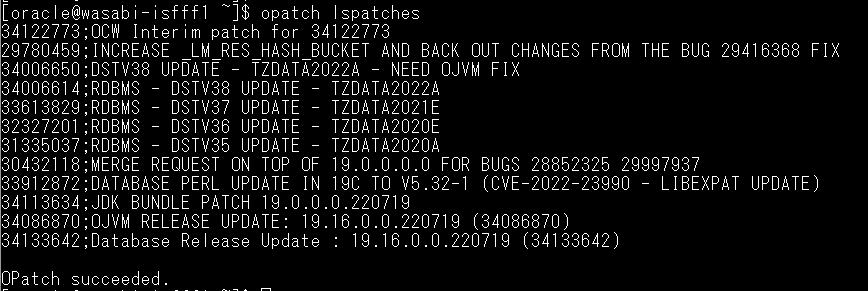 [oracle@wasabi-isfff1 ~]$ opatch lspatches
34122773;OCW Interim patch for 34122773
29780459;INCREASE _LM_RES_HASH_BUCKET AND BACK OUT CHANGES FROM THE BUG 29416368 FIX
34006650;DSTV38 UPDATE - TZDATA2022A - NEED OJVM FIX
34006614;RDBMS - DSTV38 UPDATE - TZDATA2022A
33613829;RDBMS - DSTV37 UPDATE - TZDATA2021E
32327201;RDBMS - DSTV36 UPDATE - TZDATA2020E
31335037;RDBMS - DSTV35 UPDATE - TZDATA2020A
30432118;MERGE REQUEST ON TOP OF 19.0.0.0.0 FOR BUGS 28852325 29997937
33912872;DATABASE PERL UPDATE IN 19C TO V5.32-1 (CVE-2022-23990 - LIBEXPAT UPDATE)
34113634;JDK BUNDLE PATCH 19.0.0.0.220719
34086870;OJVM RELEASE UPDATE: 19.16.0.0.220719 (34086870)
34133642;Database Release Update : 19.16.0.0.220719 (34133642)
OPatch succeeded.